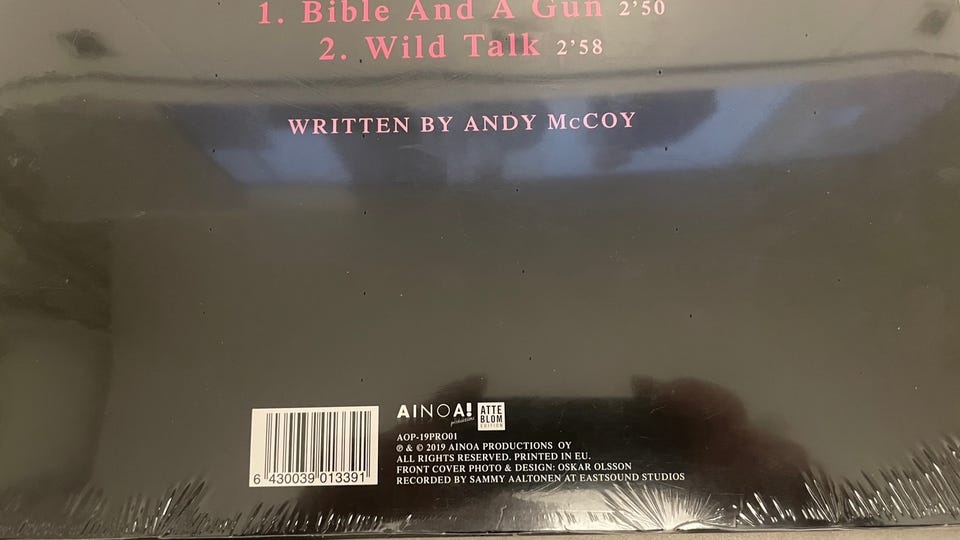 1. Bible And A Gun 2’50
2. Wild Talk 2’58
WRITTEN BY ANDY McCOY
AINOA!
productions
ATTE
BLOM
EDITION
AOP-19PRO01
℗ & © 2019 AINOA PRODUCTIONS OY
ALL RIGHTS RESERVED. PRINTED IN EU.
FRONT COVER PHOTO & DESIGN: OSKAR OLSSON
RECORDED BY SAMMY AALTONEN AT EASTSOUND STUDIOS
6 430039 013391